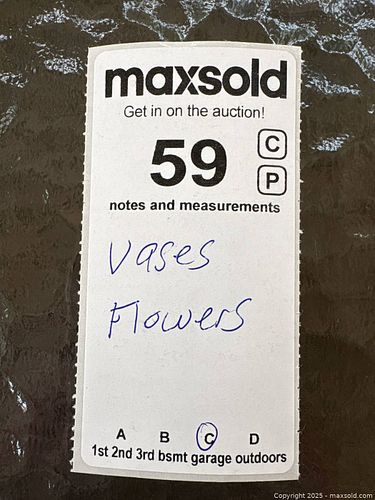 maxsold
Get in on the auction!
59 C
P
notes and measurements
Vases
Flowers
A B C D
1st 2nd 3rd bsmt garage outdoors
Copyright 2025 - maxsold.com